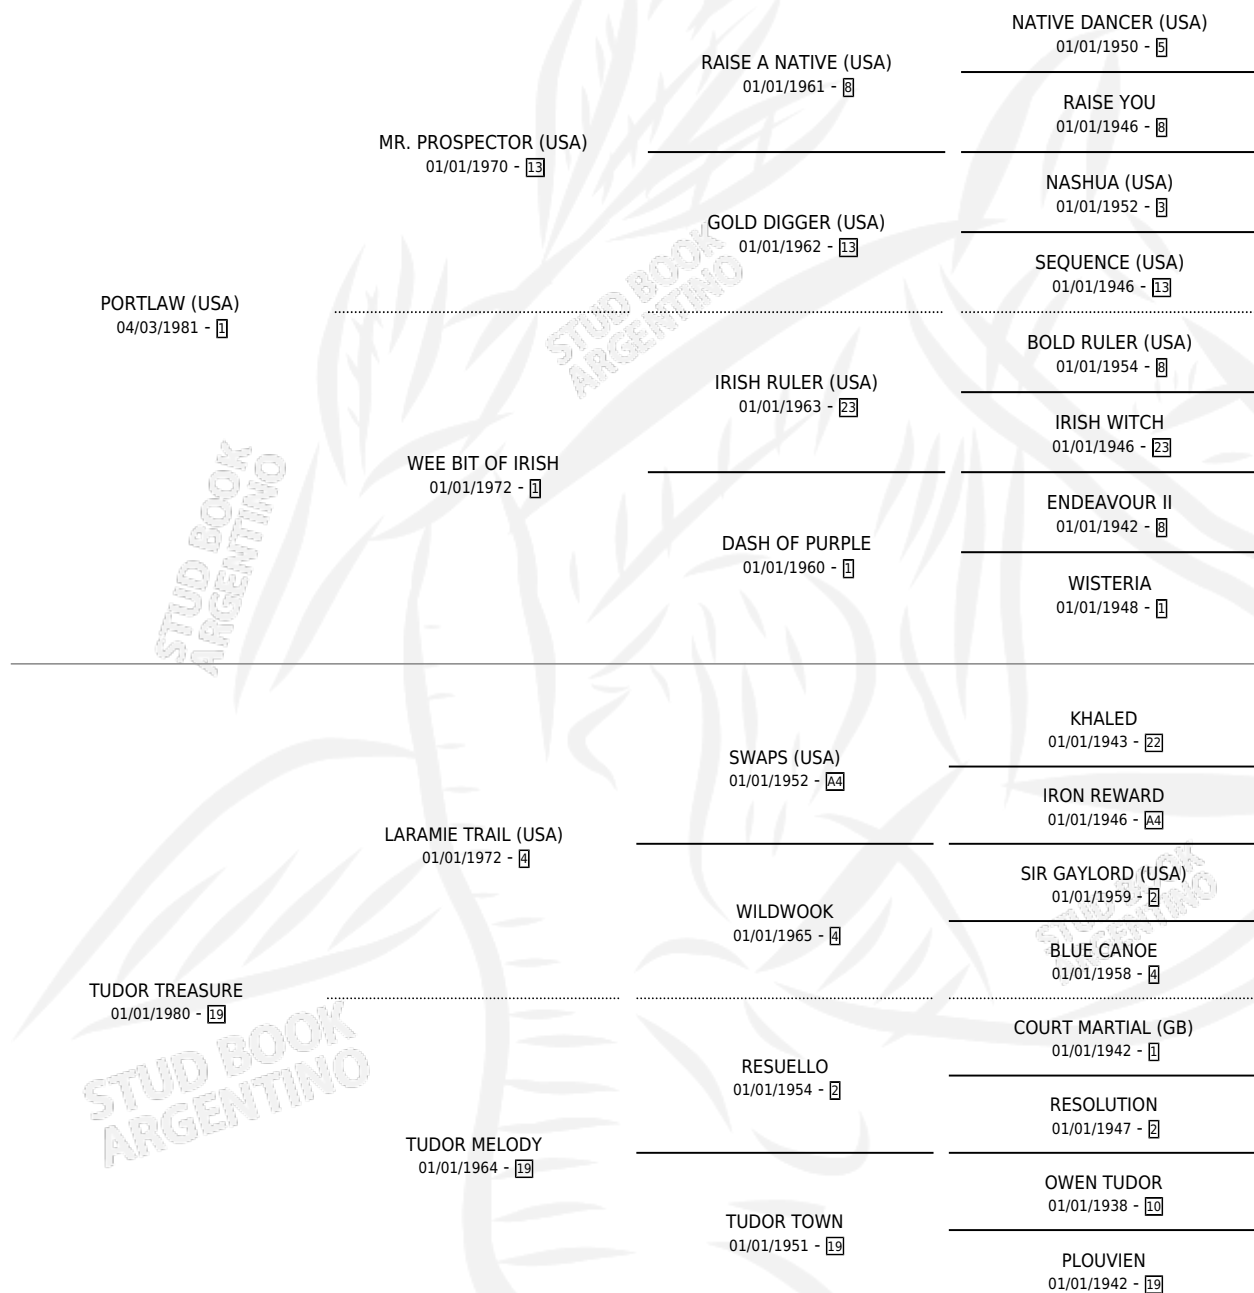 NATIVE DANCER (USA)
01/01/1950 - 5
RAISE A NATIVE (USA)
01/01/1961 - 8
RAISE YOU
01/01/1946 - 8
MR. PROSPECTOR (USA)
01/01/1970 - 13
NASHUA (USA)
01/01/1952 - 3
GOLD DIGGER (USA)
01/01/1962 - 13
SEQUENCE (USA)
01/01/1946 - 13
PORTLAW (USA)
04/03/1981 - 1
BOLD RULER (USA)
01/01/1954 - 8
IRISH RULER (USA)
01/01/1963 - 23
IRISH WITCH
01/01/1946 - 23
WEE BIT OF IRISH
01/01/1972 - 1
ENDEAVOUR II
01/01/1942 - 8
DASH OF PURPLE
01/01/1960 - 1
WISTERIA
01/01/1948 - 1
KHALED
01/01/1943 - 22
SWAPS (USA)
01/01/1952 - A4
IRON REWARD
01/01/1946 - A4
LARAMIE TRAIL (USA)
01/01/1972 - 4
SIR GAYLORD (USA)
01/01/1959 - 2
WILDWOOK
01/01/1965 - 4
BLUE CANOE
01/01/1958 - 4
TUDOR TREASURE
01/01/1980 - 19
COURT MARTIAL (GB)
01/01/1942 - 1
RESUELLO
01/01/1954 - 2
RESOLUTION
01/01/1947 - 2
TUDOR MELODY
01/01/1964 - 19
OWEN TUDOR
01/01/1938 - 10
TUDOR TOWN
01/01/1951 - 19
PLOUVIEN
01/01/1942 - 19
STUD BOOK
ARGENTINO
STUD BOOK
ARGENTINO
STUD BOOK
ARGENTINO
STUD BOOK
ARGENTINO